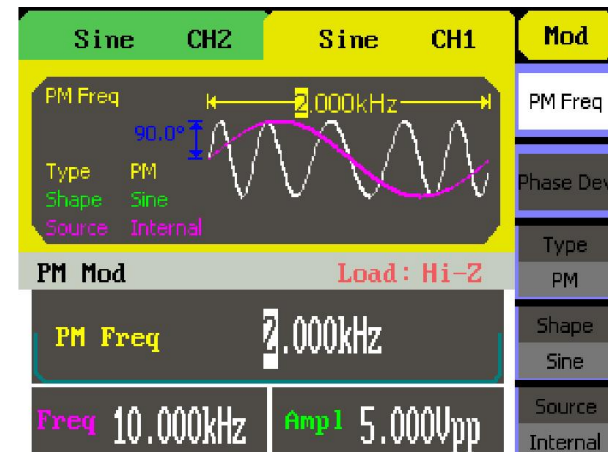 Sine CH2 Sine CH1 Mod
PM Freq 2.000kHz
90.0°
Type PM
Shape Sine
Source Internal
PM Mod Load: Hi-Z
PM Freq 2.000kHz
Freq 10.000kHz Ampl 5.000Vpp
PM Freq
Phase Dev
Type
PM
Shape
Sine
Source
Internal